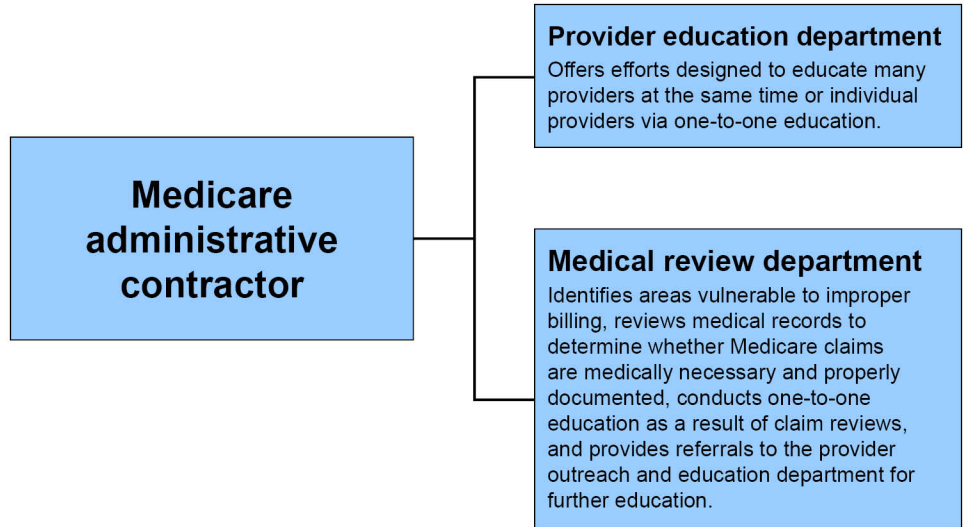 Medicare
administrative
contractor
Provider education department
Offers efforts designed to educate many
providers at the same time or individual
providers via one-to-one education.
Medical review department
Identifies areas vulnerable to improper
billing, reviews medical records to
determine whether Medicare claims
are medically necessary and properly
documented, conducts one-to-one
education as a result of claim reviews,
and provides referrals to the provider
outreach and education department for
further education.